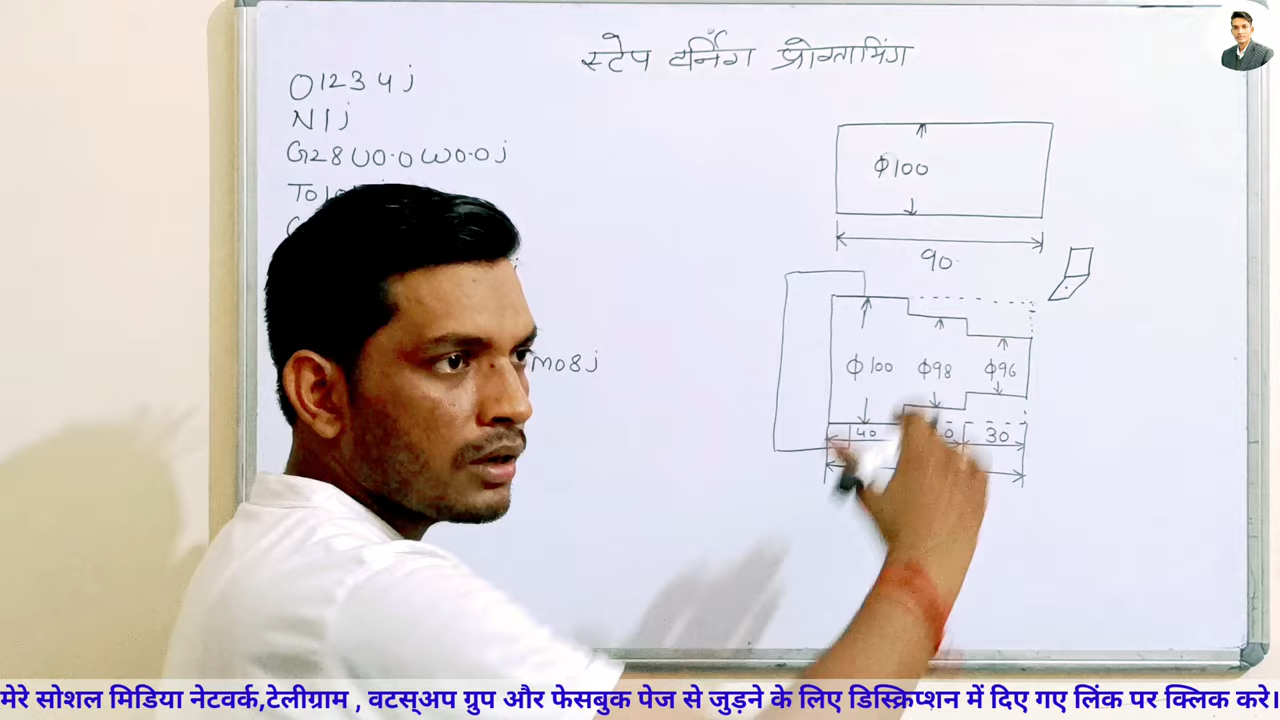 स्टेप टर्निंग प्रोग्रामिंग
O1234;
N1;
G28 U0.0 W0.0;
M08;
Φ100
90
Φ100 Φ98 Φ96
40 30
मेरे सोशल मिडिया नेटवर्क,टेलीग्राम , वटस्अप ग्रुप और फेसबुक पेज से जुड़ने के लिए डिस्क्रिप्शन में दिए गए लिंक पर क्लिक करे।